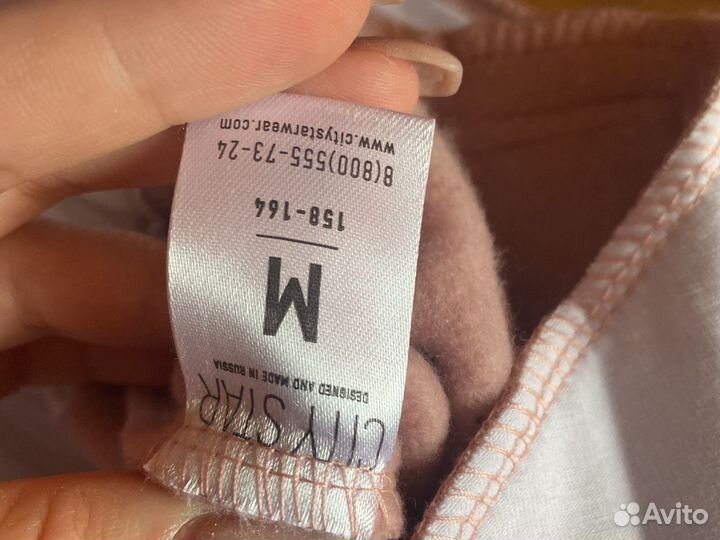 CITY STAR
DESIGNED AND MADE IN RUSSIA
M
158-164
8(800)555-73-24
www.citystarwear.com
Avito